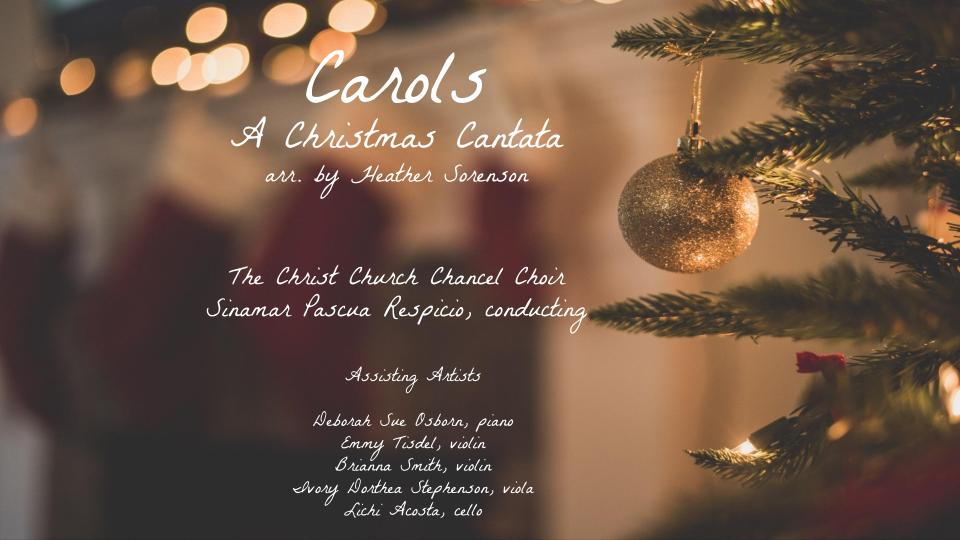 Carols
A Christmas Cantata
arr. by Heather Sorenson
The Christ Church Chancel Choir
Sinamar Pascua Respicio, conducting
Assisting Artists
Deborah Sue Osborn, piano
Emmy Tisdel, violin
Brianna Smith, violin
Ivory Dorthea Stephenson, viola
Lichi Acosta, cello